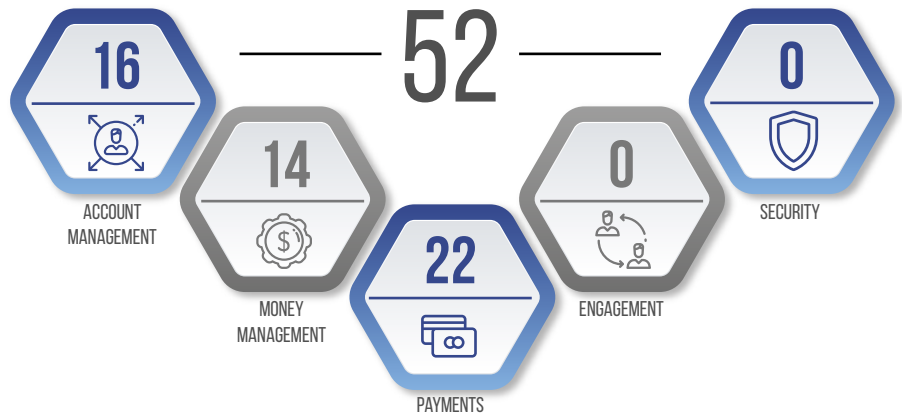 52
16
ACCOUNT
MANAGEMENT
14
$
MONEY
MANAGEMENT
22
PAYMENTS
0
ENGAGEMENT
0
SECURITY